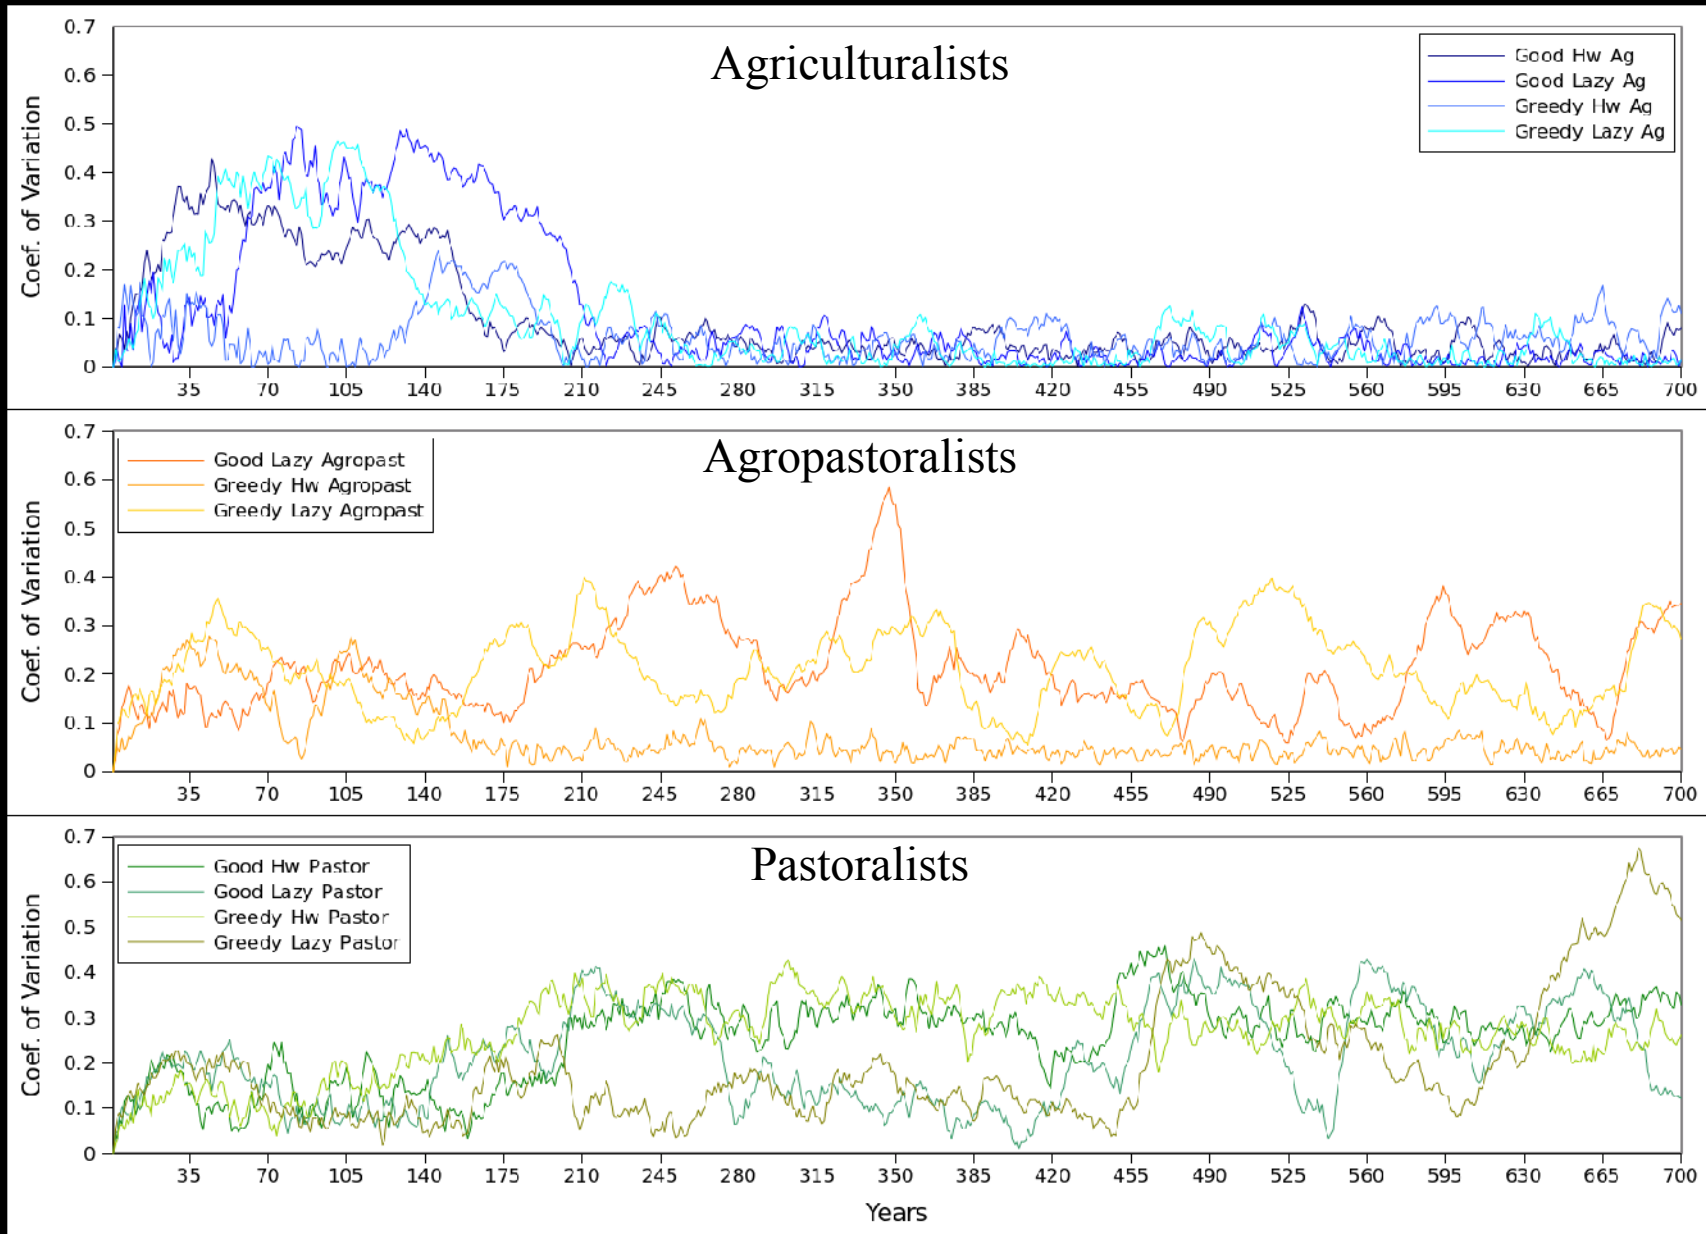 Agriculturalists
Coef. of Variation
0.7
0.6
0.5
0.4
0.3
0.2
0.1
0
Good Hw Ag
Good Lazy Ag
Greedy Hw Ag
Greedy Lazy Ag
35 70 105 140 175 210 245 280 315 350 385 420 455 490 525 560 595 630 665 700
Agropastoralists
Coef. of Variation
0.7
0.6
0.5
0.4
0.3
0.2
0.1
0
Good Lazy Agropast
Greedy Hw Agropast
Greedy Lazy Agropast
35 70 105 140 175 210 245 280 315 350 385 420 455 490 525 560 595 630 665 700
Pastoralists
Coef. of Variation
0.7
0.6
0.5
0.4
0.3
0.2
0.1
0
Good Hw Pastor
Good Lazy Pastor
Greedy Hw Pastor
Greedy Lazy Pastor
35 70 105 140 175 210 245 280 315 350 385 420 455 490 525 560 595 630 665 700
Years